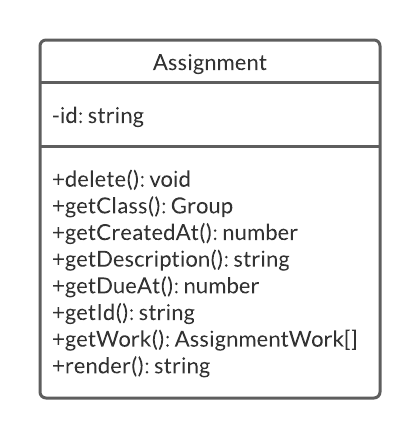 Assignment
-id: string
+delete(): void
+getClass(): Group
+getCreatedAt(): number
+getDescription(): string
+getDueAt(): number
+getId(): string
+getWork(): AssignmentWork[]
+render(): string